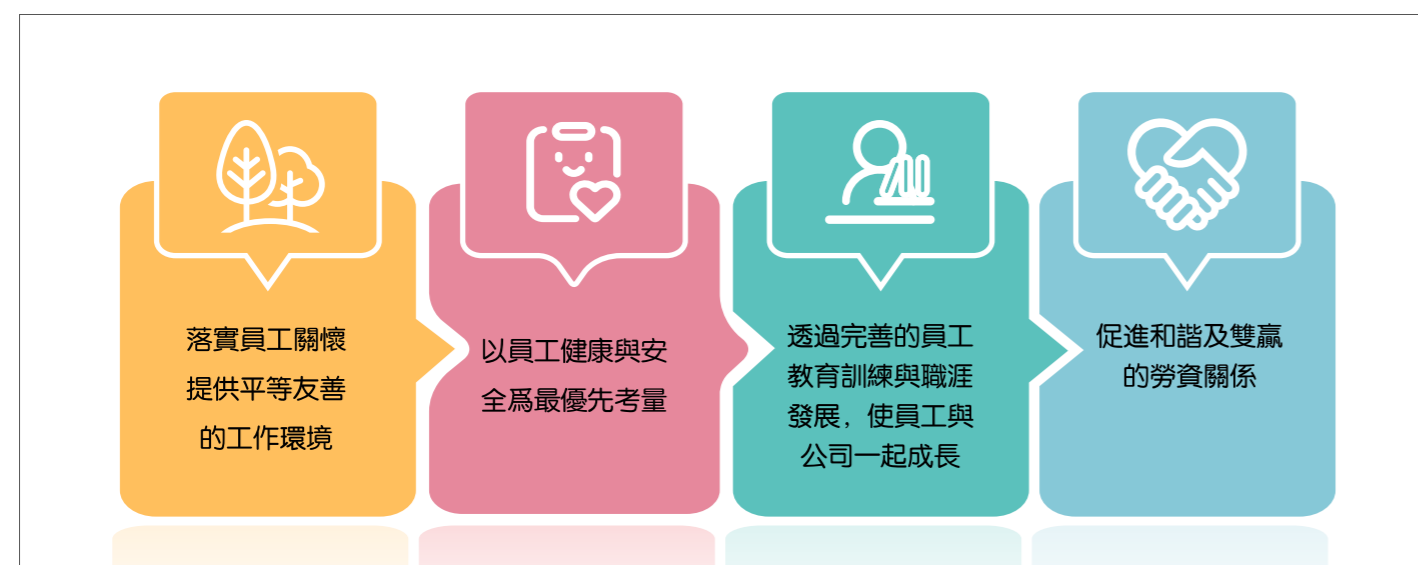 落實員工關懷
提供平等友善
的工作環境
以員工健康與安
全爲最優先考量
透過完善的員工
教育訓練與職涯
發展，使員工與
公司一起成長
促進和諧及雙贏
的勞資關係